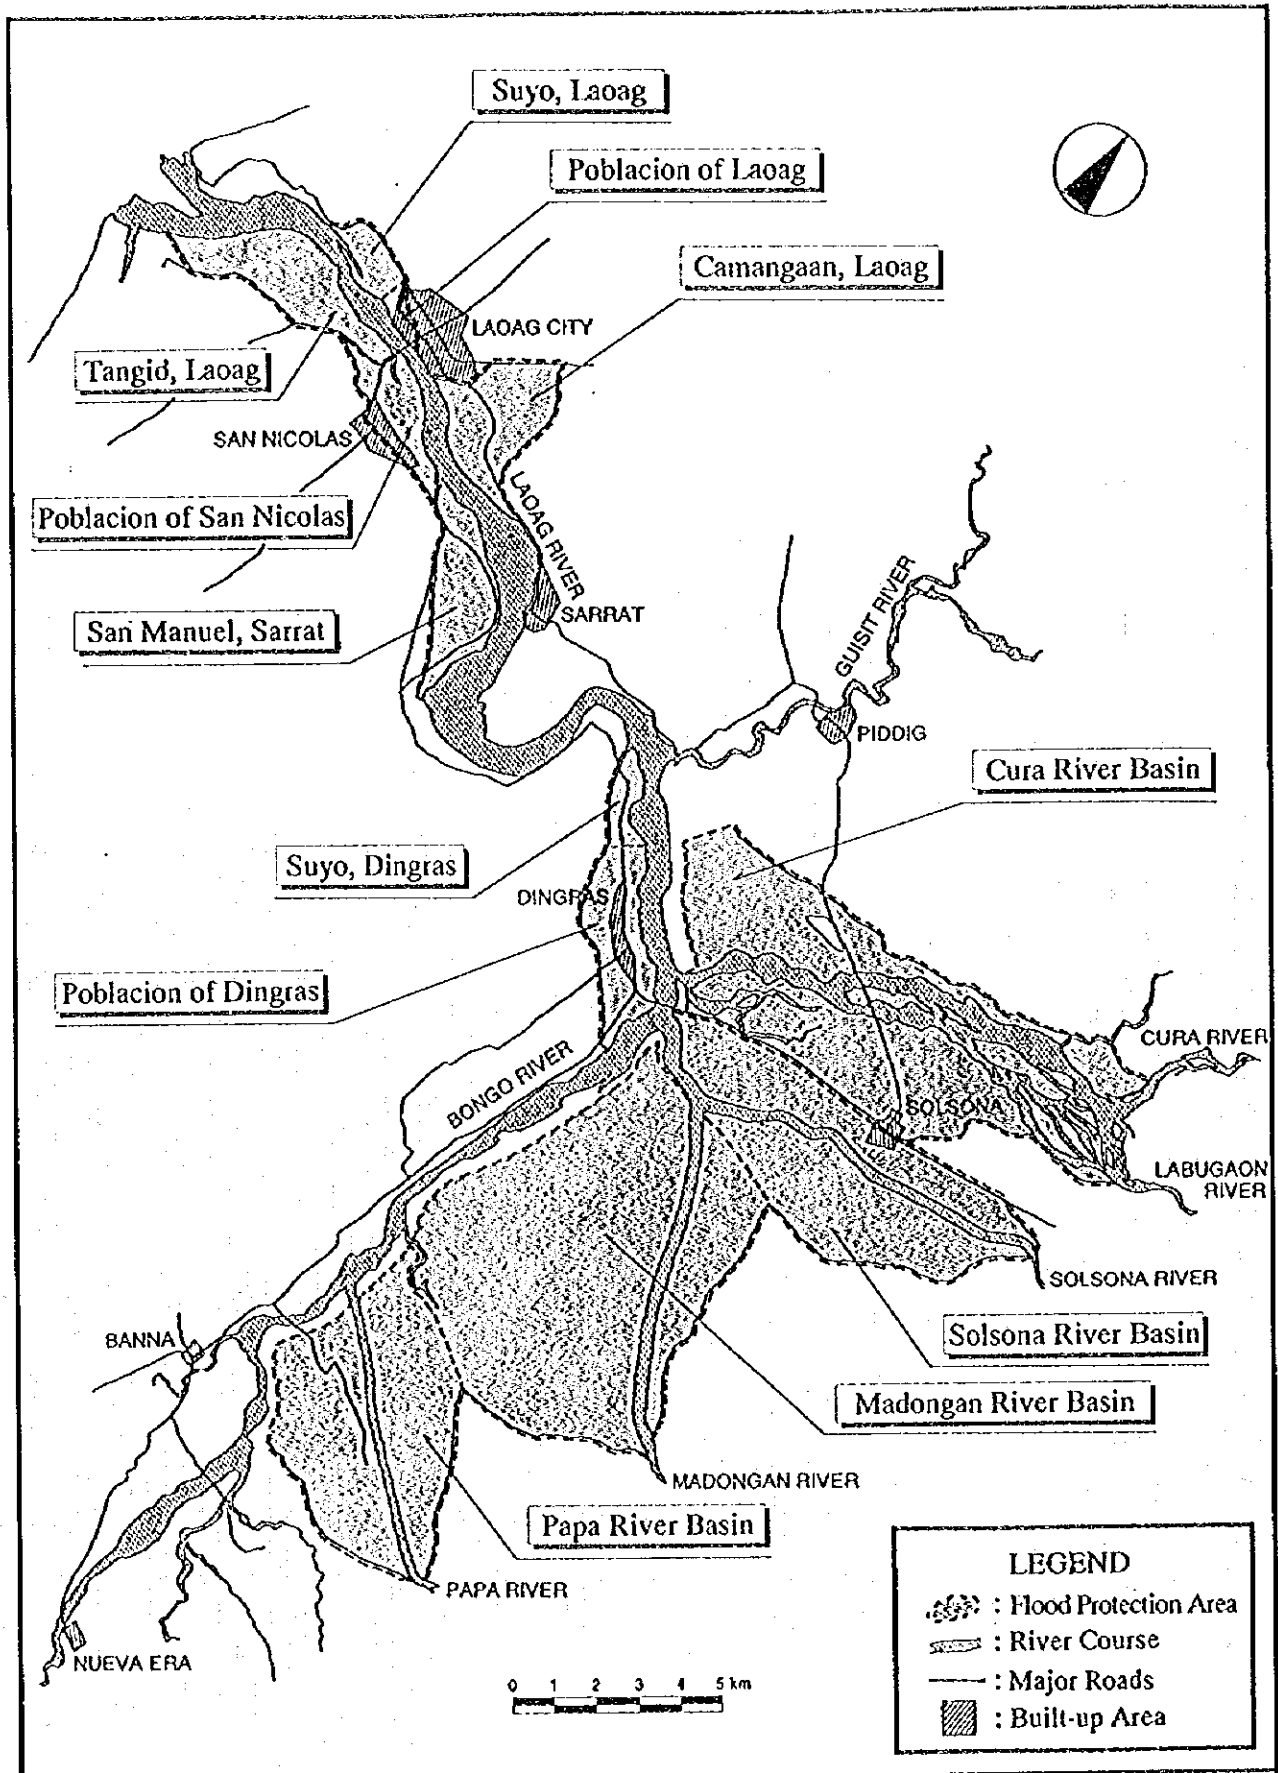 Suyo, Laoag
Poblacion of Laoag
Camangaan, Laoag
LAOAG CITY
Tangid, Laoag
SAN NICOLAS
Poblacion of San Nicolas
LAOAG RIVER
San Manuel, Sarrat
SARRAT
GUISIT RIVER
PIDDIG
Cura River Basin
Suyo, Dingras
DINGRAS
Poblacion of Dingras
BONGO RIVER
CURA RIVER
SOLSONA
LABUGAON
RIVER
SOLSONA RIVER
BANNA
Solsona River Basin
Madongan River Basin
MADONGAN RIVER
Papa River Basin
PAPA RIVER
NUEVA ERA
0 1 2 3 4 5 km
LEGEND
: Flood Protection Area
: River Course
: Major Roads
: Built-up Area